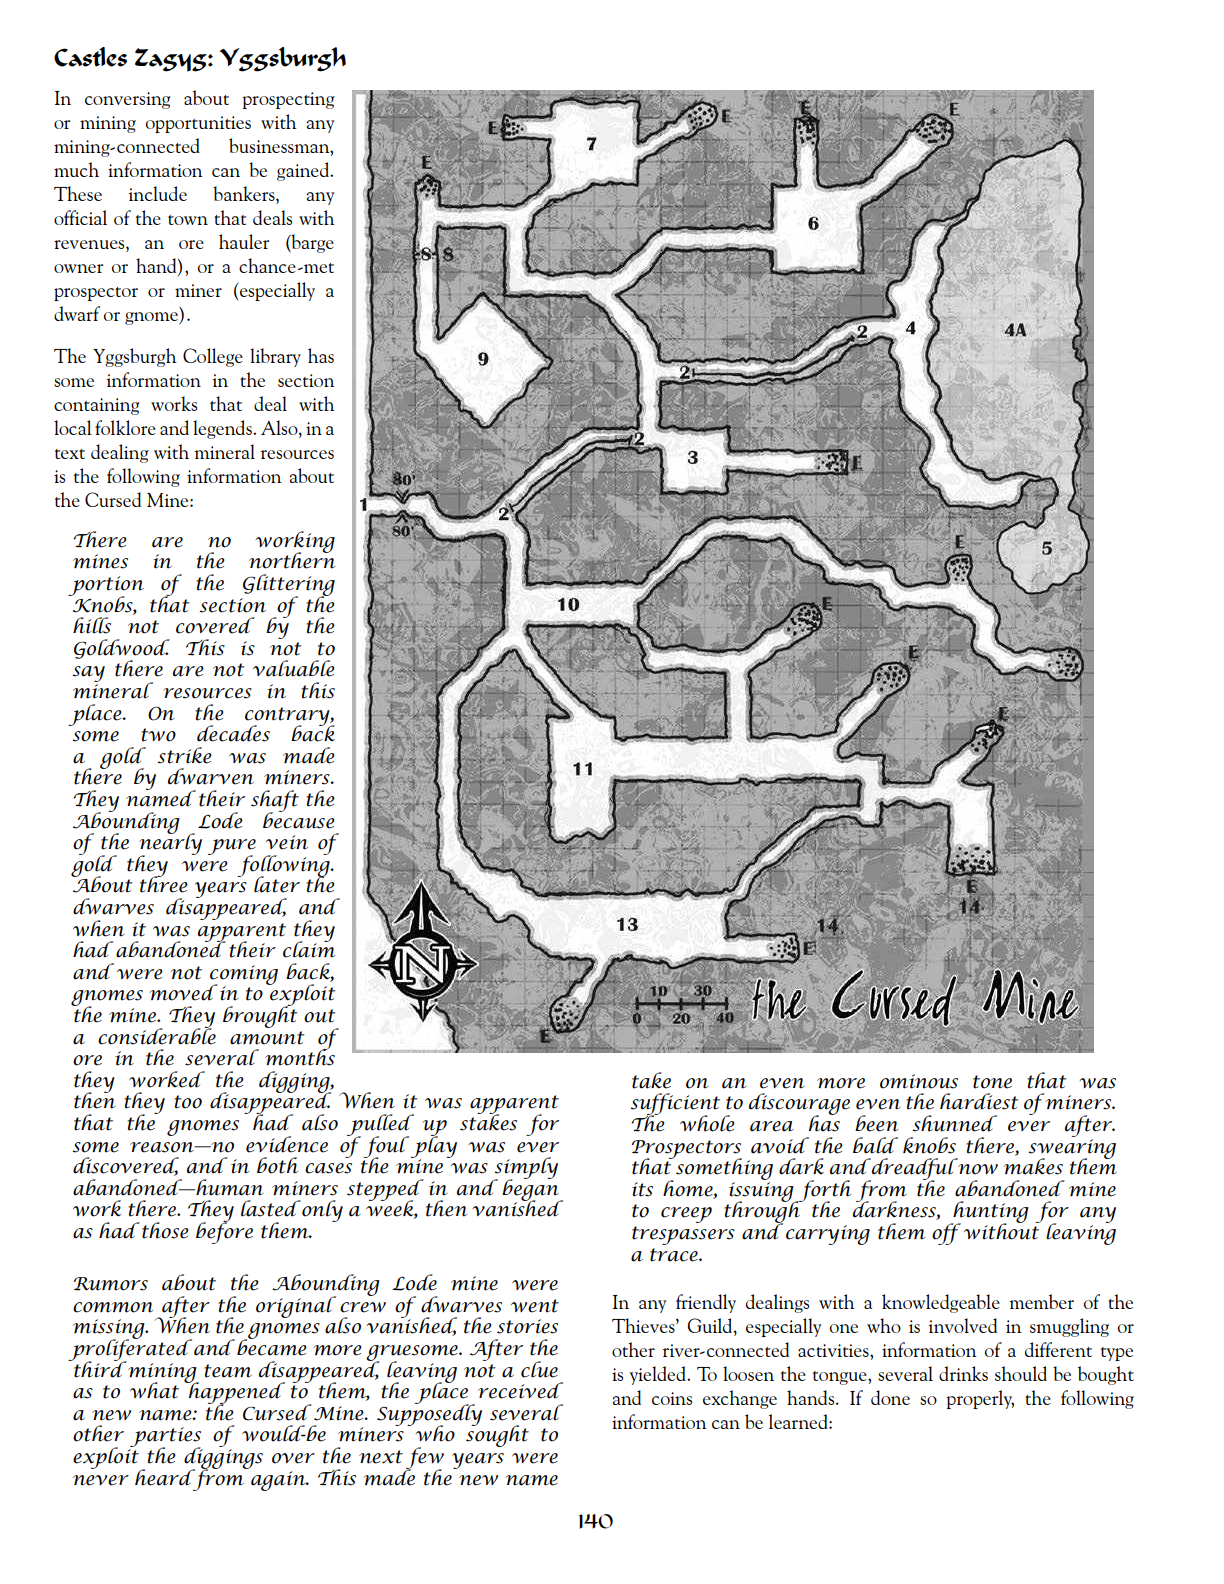 Castles Zagyg: Yggsburgh
In conversing about prospecting
or mining opportunities with any
mining-connected businessman,
much information can be gained.
These include bankers, any
official of the town that deals with
revenues, an ore hauler (barge
owner or hand), or a chance-met
prospector or miner (especially a
dwarf or gnome).
The Yggsburgh College library has
some information in the section
containing works that deal with
local folklore and legends. Also, in a
text dealing with mineral resources
is the following information about
the Cursed Mine:
There are no working
mines in the northern
portion of the Glittering
Knobs, that section of the
hills not covered by the
Goldwood. This is not to
say there are not valuable
mineral resources in this
place. On the contrary,
some two decades back
a gold strike was made
there by dwarven miners.
They named their shaft the
Abounding Lode because
of the nearly pure vein of
gold they were following.
About three years later the
dwarves disappeared, and
when it was apparent they
had abandoned their claim
and were not coming back,
gnomes moved in to exploit
the mine. They brought out
a considerable amount of
ore in the several months
they worked the digging,
then they too disappeared. When it was apparent
that the gnomes had also pulled up stakes for
some reason—no evidence of foul play was ever
discovered, and in both cases the mine was simply
abandoned—human miners stepped in and began
work there. They lasted only a week, then vanished
as had those before them.
Rumors about the Abounding Lode mine were
common after the original crew of dwarves went
missing. When the gnomes also vanished, the stories
proliferated and became more gruesome. After the
third mining team disappeared, leaving not a clue
as to what happened to them, the place received
a new name: the Cursed Mine. Supposedly several
other parties of would-be miners who sought to
exploit the diggings over the next few years were
never heard from again. This made the new name
E
E
E
7
E
E
6
8 8
4A
4
2
9
2
2
3
E
80'
1
2
80'
E
5
10
E
E
E
11
E
14
13
14
E
N
10 30
0 20 40
E
the Cursed Mine
take on an even more ominous tone that was
sufficient to discourage even the hardiest of miners.
The whole area has been shunned ever after.
Prospectors avoid the bald knobs there, swearing
that something dark and dreadful now makes them
its home, issuing forth from the abandoned mine
to creep through the darkness, hunting for any
trespassers and carrying them off without leaving
a trace.
In any friendly dealings with a knowledgeable member of the
Thieves' Guild, especially one who is involved in smuggling or
other river-connected activities, information of a different type
is yielded. To loosen the tongue, several drinks should be bought
and coins exchange hands. If done so properly, the following
information can be learned:
140